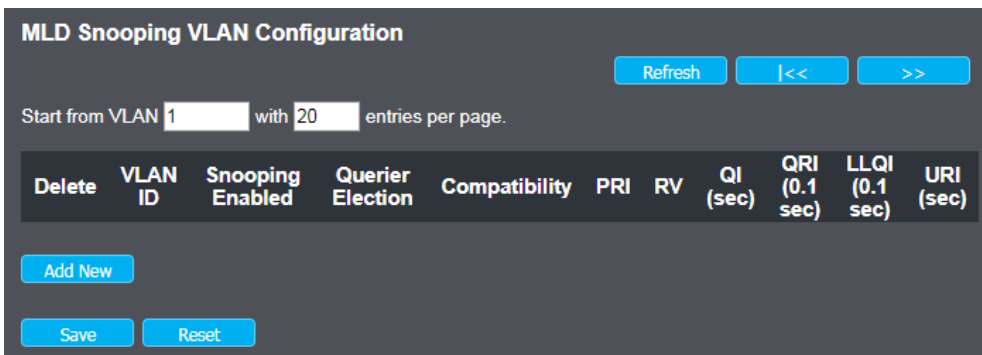 MLD Snooping VLAN Configuration
Refresh |<< >>
Start from VLAN 1 with 20 entries per page.
Delete VLAN ID Snooping Enabled Querier Election Compatibility PRI RV QI (sec) QRI (0.1 sec) LLQI (0.1 sec) URI (sec)
Add New
Save Reset